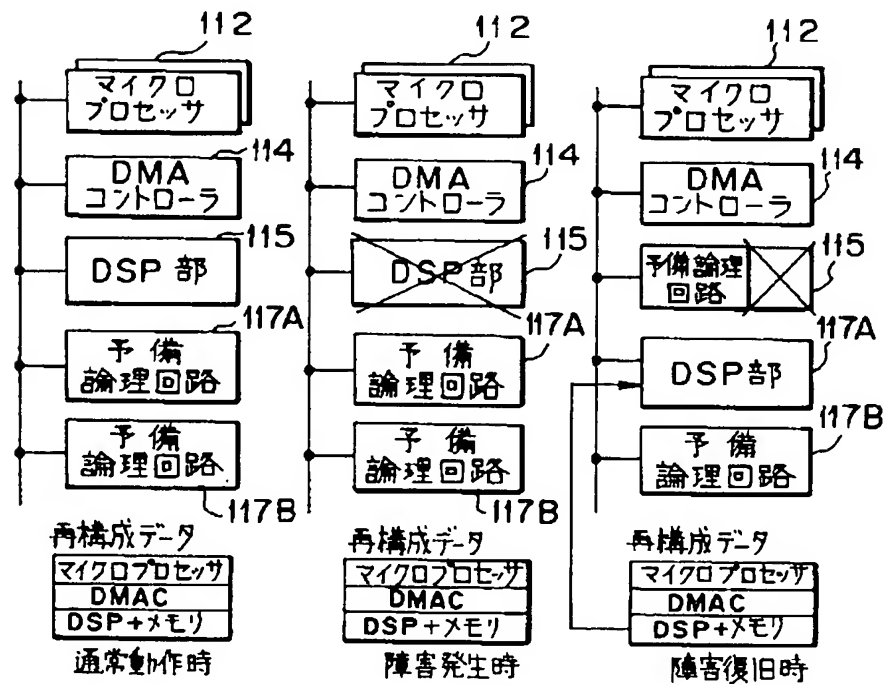 112
マイクロ
プロセッサ
114
DMA
コントローラ
115
DSP部
117A
予備
論理回路
予備
論理回路
117B
再構成データ
マイクロプロセッサ
DMAC
DSP+メモリ
通常動作時
112
マイクロ
プロセッサ
114
DMA
コントローラ
115
DSP部
117A
予備
論理回路
予備
論理回路
117B
再構成データ
マイクロプロセッサ
DMAC
DSP+メモリ
障害発生時
112
マイクロ
プロセッサ
114
DMA
コントローラ
115
予備論理
回路
117A
DSP部
117B
予備
論理回路
再構成データ
マイクロプロセッサ
DMAC
DSP+メモリ
障害復旧時